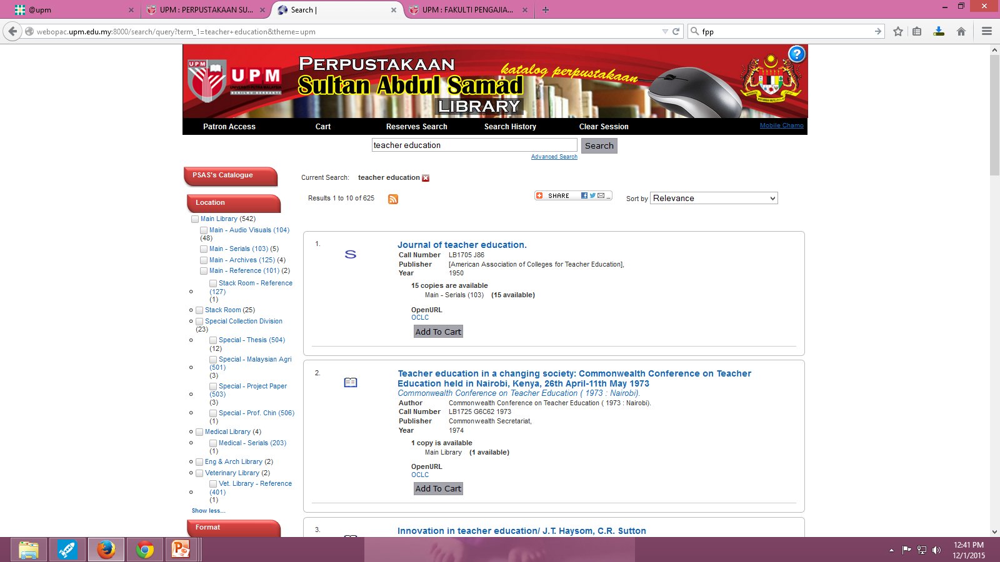 @upm
UPM : PERPUSTAKAAN SU...
Search |
UPM : FAKULTI PENGAJIA...
webopac.upm.edu.my:8000/search/query?term_1=teacher+education&theme=upm
fpp
UPM
UPM
PERPUSTAKAAN
Sultan Abdul Samad
LIBRARY
katalog perpustakaan
?
Patron Access
Cart
Reserves Search
Search History
Clear Session
Mobile Chamo
teacher education
Search
Advanced Search
PSAS's Catalogue
Current Search: teacher education
Results 1 to 10 of 625
SHARE ...
Sort by Relevance
Location
Main Library (542)
Main - Audio Visuals (104)
(48)
Main - Serials (103) (5)
Main - Archives (125) (4)
Main - Reference (101) (2)
Stack Room - Reference
(127)
(1)
Stack Room (25)
Special Collection Division
(23)
Special - Thesis (504)
(12)
Special - Malaysian Agri
(501)
(3)
Special - Project Paper
(503)
(3)
Special - Prof. Chin (506)
(1)
Medical Library (4)
Medical - Serials (203)
(1)
Eng & Arch Library (2)
Veterinary Library (2)
Vet. Library - Reference
(401)
(1)
Show less...
Format
1.
S
Journal of teacher education.
Call Number LB1705 J86
Publisher [American Association of Colleges for Teacher Education],
Year 1950
15 copies are available
Main - Serials (103) (15 available)
OpenURL
OCLC
Add To Cart
2.
Teacher education in a changing society: Commonwealth Conference on Teacher
Education held in Nairobi, Kenya, 26th April-11th May 1973
Commonwealth Conference on Teacher Education ( 1973 : Nairobi).
Author Commonwealth Conference on Teacher Education ( 1973 : Nairobi).
Call Number LB1725 G6C62 1973
Publisher Commonwealth Secretariat,
Year 1974
1 copy is available
Main Library (1 available)
OpenURL
OCLC
Add To Cart
3.
Innovation in teacher education/ J.T. Haysom, C.R. Sutton
12:41 PM
12/1/2015